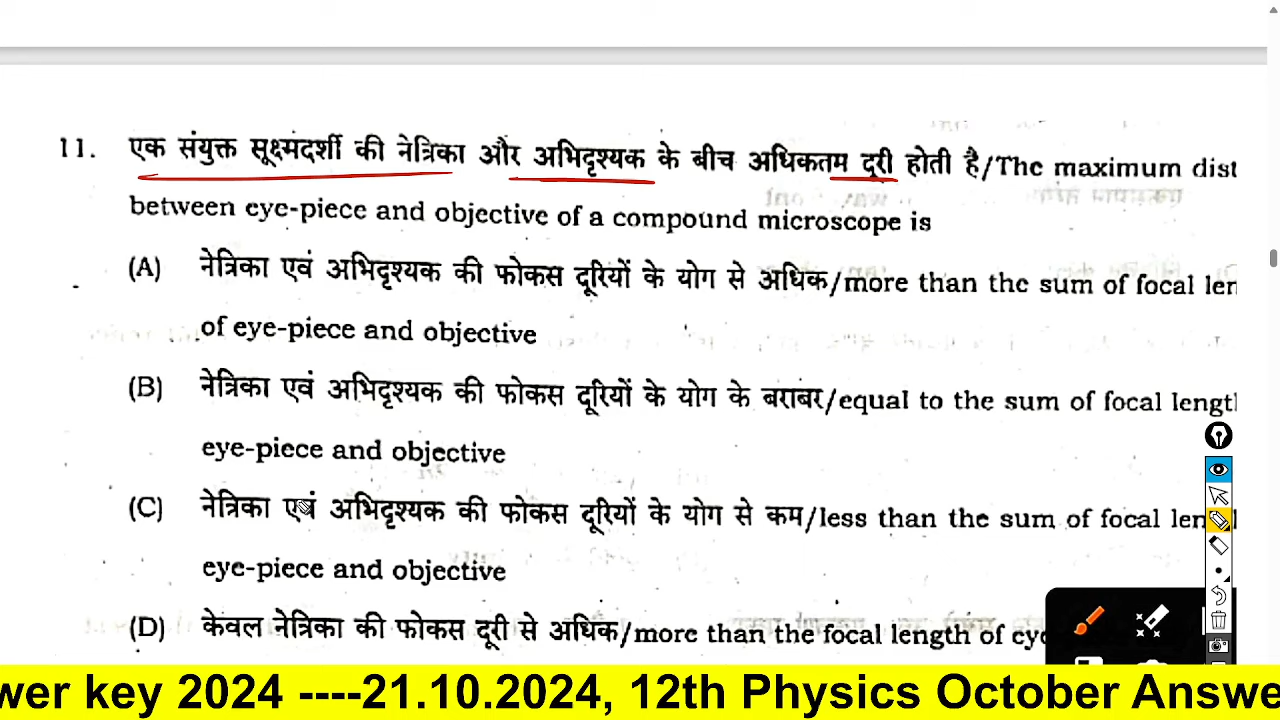 11. एक संयुक्त सूक्ष्मदर्शी की नेत्रिका और अभिदृश्यक के बीच अधिकतम दूरी होती है/The maximum dist
between eye-piece and objective of a compound microscope is
(A) नेत्रिका एवं अभिदृश्यक की फोकस दूरियों के योग से अधिक/more than the sum of focal len
of eye-piece and objective
(B) नेत्रिका एवं अभिदृश्यक की फोकस दूरियों के योग के बराबर/equal to the sum of focal lengt
eye-piece and objective
(C) नेत्रिका एवं अभिदृश्यक की फोकस दूरियों के योग से कम/less than the sum of focal len
eye-piece and objective
(D) केवल नेत्रिका की फोकस दूरी से अधिक/more than the focal length of eye
wer key 2024 ----21.10.2024, 12th Physics October Answe